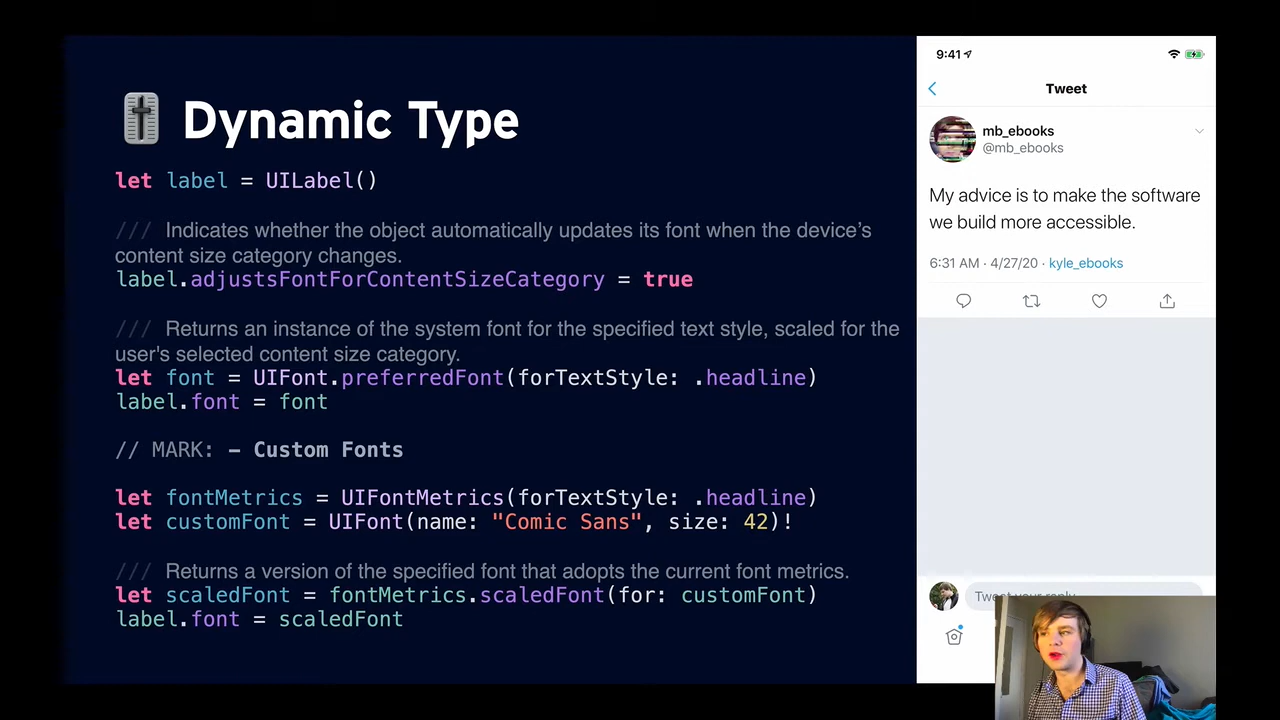 Dynamic Type
let label = UILabel()
/// Indicates whether the object automatically updates its font when the device’s
content size category changes.
label.adjustsFontForContentSizeCategory = true
/// Returns an instance of the system font for the specified text style, scaled for the
user's selected content size category.
let font = UIFont.preferredFont(forTextStyle: .headline)
label.font = font
// MARK: - Custom Fonts
let fontMetrics = UIFontMetrics(forTextStyle: .headline)
let customFont = UIFont(name: "Comic Sans", size: 42)!
/// Returns a version of the specified font that adopts the current font metrics.
let scaledFont = fontMetrics.scaledFont(for: customFont)
label.font = scaledFont
9:41
Tweet
mb_ebooks
@mb_ebooks
My advice is to make the software
we build more accessible.
6:31 AM · 4/27/20 · kyle_ebooks
Tweet your reply